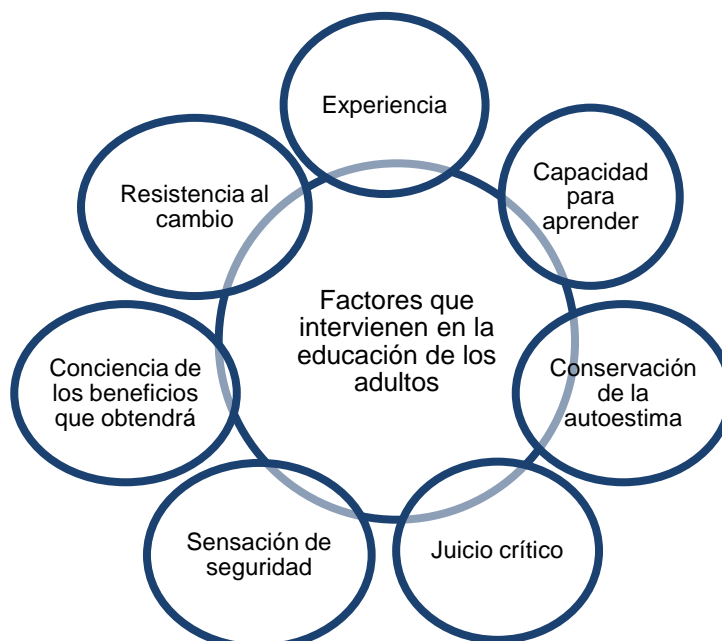 Experiencia
Capacidad
para
aprender
Conservación
de la
autoestima
Juicio crítico
Sensación de
seguridad
Conciencia de
los beneficios
que obtendrá
Resistencia al
cambio
Factores que
intervienen en la
educación de los
adultos